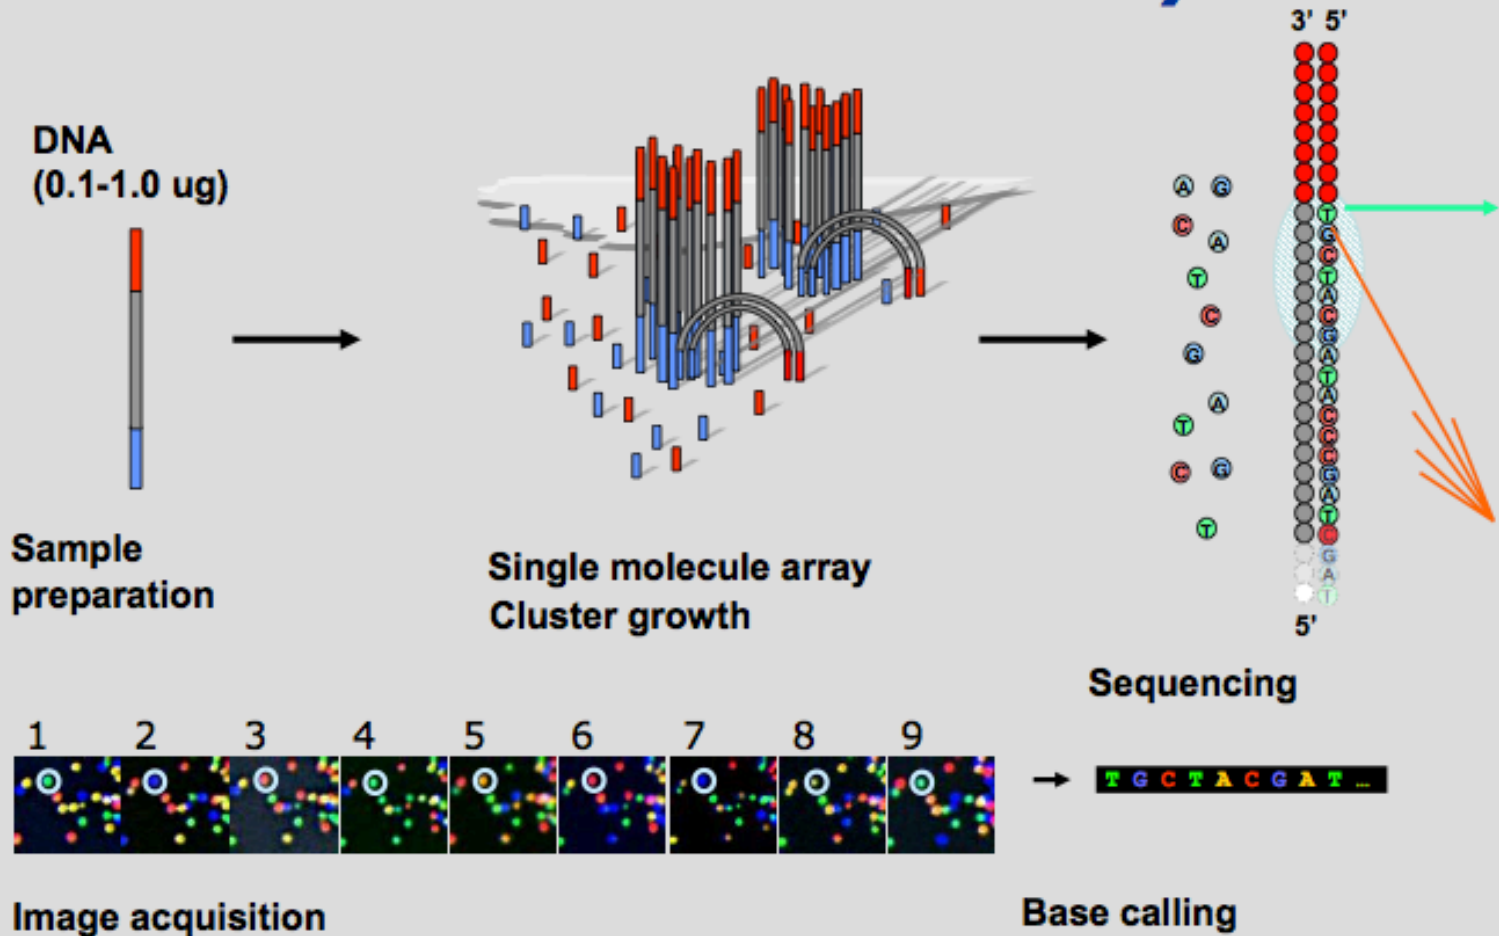 3’ 5’
DNA
(0.1-1.0 ug)
A G
C
A
T
C
G
A
T
C G
T
T
G
C
T
A
C
G
A
T
A
C
C
C
G
A
T
C
G
A
T
5’
Sample
preparation
Single molecule array
Cluster growth
Sequencing
1 2 3 4 5 6 7 8 9
T G C T A C G A T ...
Image acquisition
Base calling